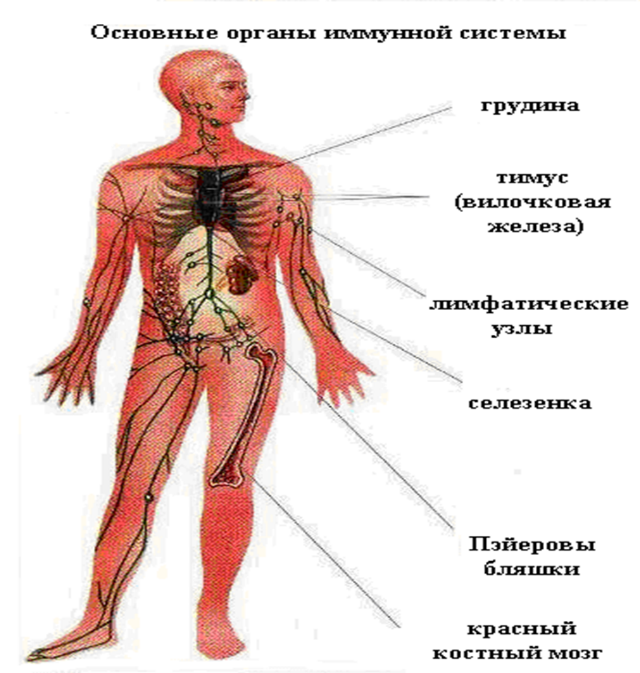 Основные органы иммунной системы
грудина
тимус
(вилочковая
железа)
лимфатические
узлы
селезенка
Пэйеровы
бляшки
красный
костный мозг